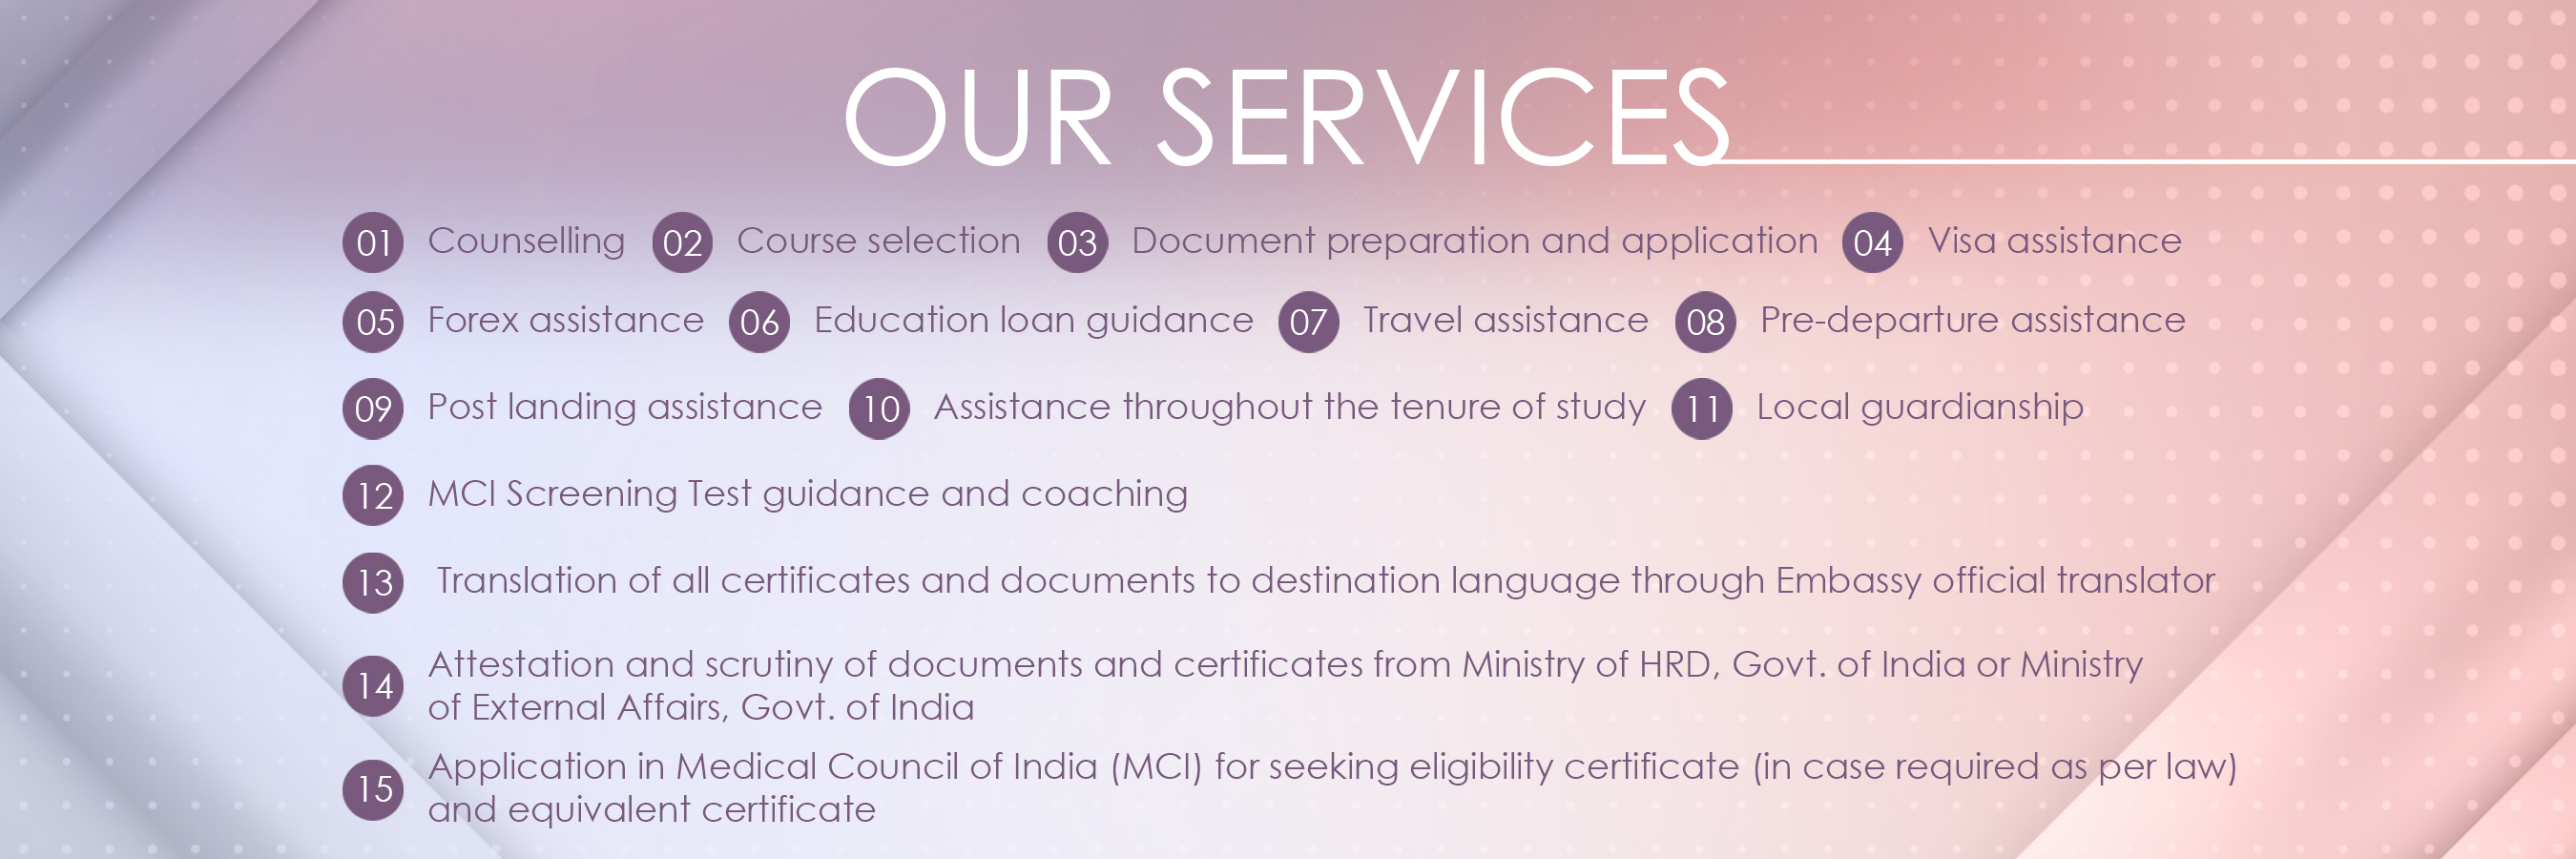 OUR SERVICES
01 Counselling 02 Course selection 03 Document preparation and application 04 Visa assistance
05 Forex assistance 06 Education loan guidance 07 Travel assistance 08 Pre-departure assistance
09 Post landing assistance 10 Assistance throughout the tenure of study 11 Local guardianship
12 MCI Screening Test guidance and coaching
13 Translation of all certificates and documents to destination language through Embassy official translator
14 Attestation and scrutiny of documents and certificates from Ministry of HRD, Govt. of India or Ministry
of External Affairs, Govt. of India
15 Application in Medical Council of India (MCI) for seeking eligibility certificate (in case required as per law)
and equivalent certificate